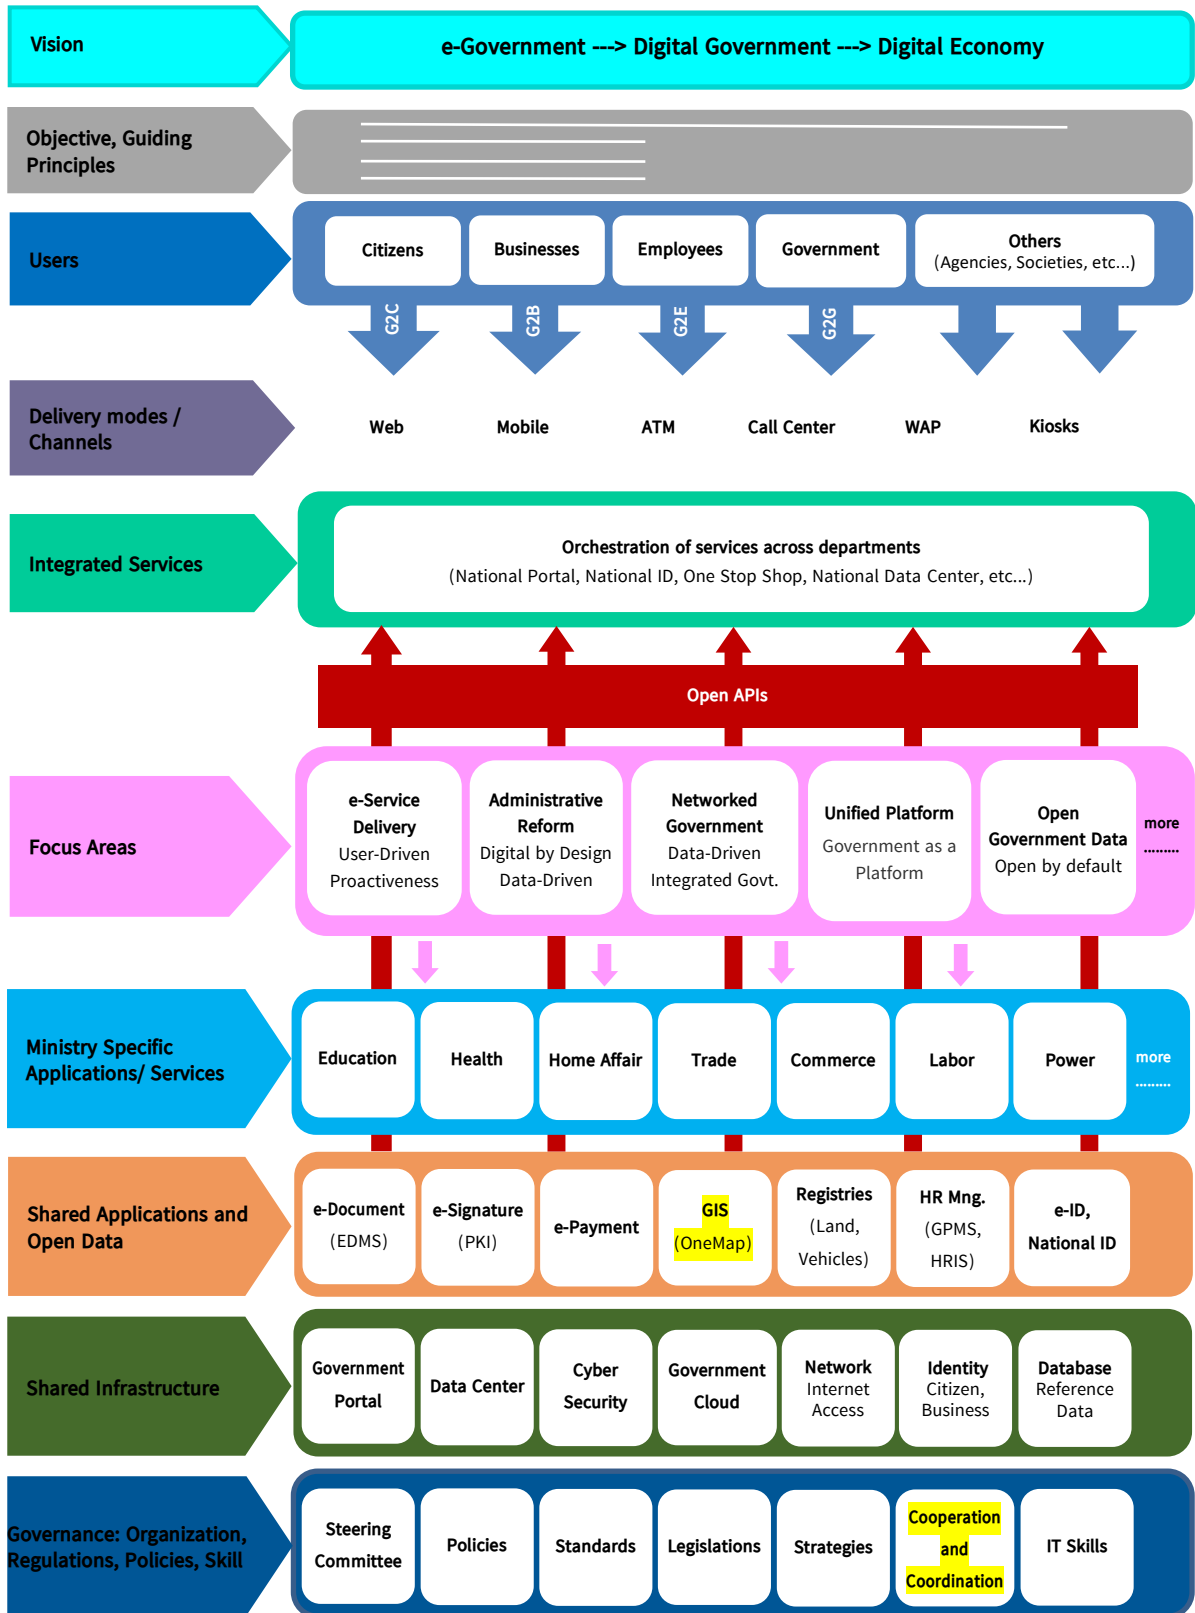 Vision
e-Government ---> Digital Government ---> Digital Economy
Objective, Guiding
Principles
Users
Citizens
Businesses
Employees
Government
Others
(Agencies, Societies, etc...)
G2C
G2B
G2E
G2G
Delivery modes /
Channels
Web
Mobile
ATM
Call Center
WAP
Kiosks
Integrated Services
Orchestration of services across departments
(National Portal, National ID, One Stop Shop, National Data Center, etc...)
Open APIs
Focus Areas
e-Service
Delivery
User-Driven
Proactiveness
Administrative
Reform
Digital by Design
Data-Driven
Networked
Government
Data-Driven
Integrated Govt.
Unified Platform
Government as a
Platform
Open
Government Data
Open by default
more
.........
Ministry Specific
Applications/ Services
Education
Health
Home Affair
Trade
Commerce
Labor
Power
more
.........
Shared Applications and
Open Data
e-Document
(EDMS)
e-Signature
(PKI)
e-Payment
GIS
(OneMap)
Registries
(Land,
Vehicles)
HR Mng.
(GPMS,
HRIS)
e-ID,
National ID
Shared Infrastructure
Government
Portal
Data Center
Cyber
Security
Government
Cloud
Network
Internet
Access
Identity
Citizen,
Business
Database
Reference
Data
Governance: Organization,
Regulations, Policies, Skill
Steering
Committee
Policies
Standards
Legislations
Strategies
Cooperation
and
Coordination
IT Skills